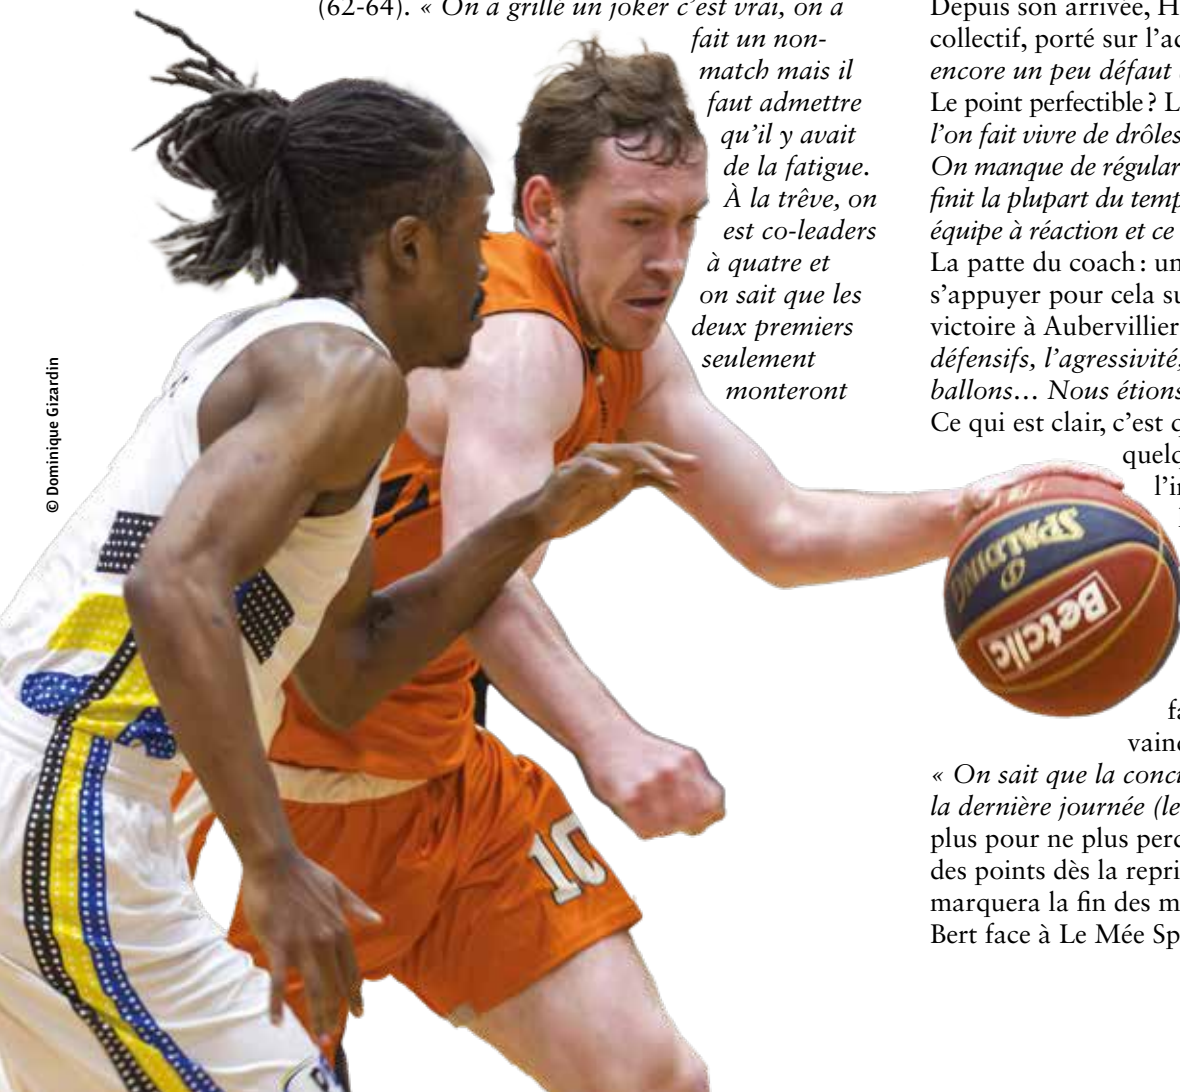 (62-64). « On a grillé un joker c'est vrai, on a
fait un non-
match mais il
faut admettre
qu'il y avait
de la fatigue.
À la trêve, on
est co-leaders
à quatre et
on sait que les
deux premiers
seulement
monteront
© Dominique Gizardin
10
SPALDING
Betclic
Depuis son arrivée, H
collectif, porté sur l'a
encore un peu défaut
Le point perfectible ? L
l'on fait vivre de drôles
On manque de régular
finit la plupart du temp
équipe à réaction et ce
La patte du coach : un
s'appuyer pour cela su
victoire à Aubervillier
défensifs, l'agressivité,
ballons… Nous étions
Ce qui est clair, c'est q
quelq
l'i
fa
vainc
« On sait que la conc
la dernière journée (le
plus pour ne plus perd
des points dès la repri
marquera la fin des m
Bert face à Le Mée Sp